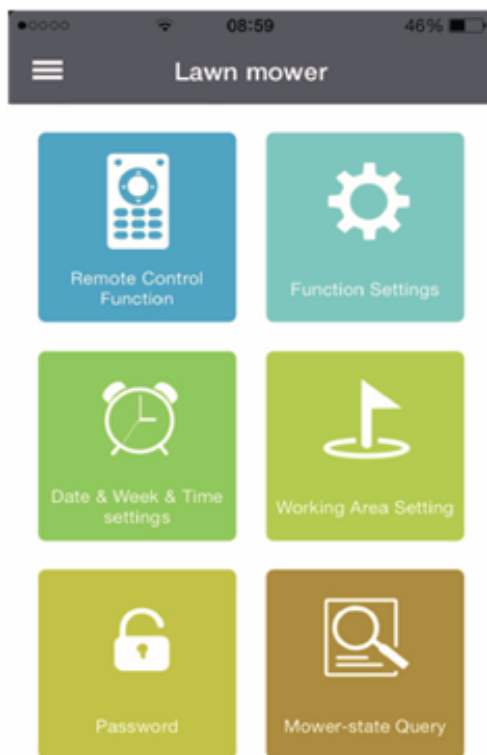 08:59
46%
Lawn mower
Remote Control
Function
Function Settings
Date & Week & Time
settings
Working Area Setting
Password
Mower-state Query